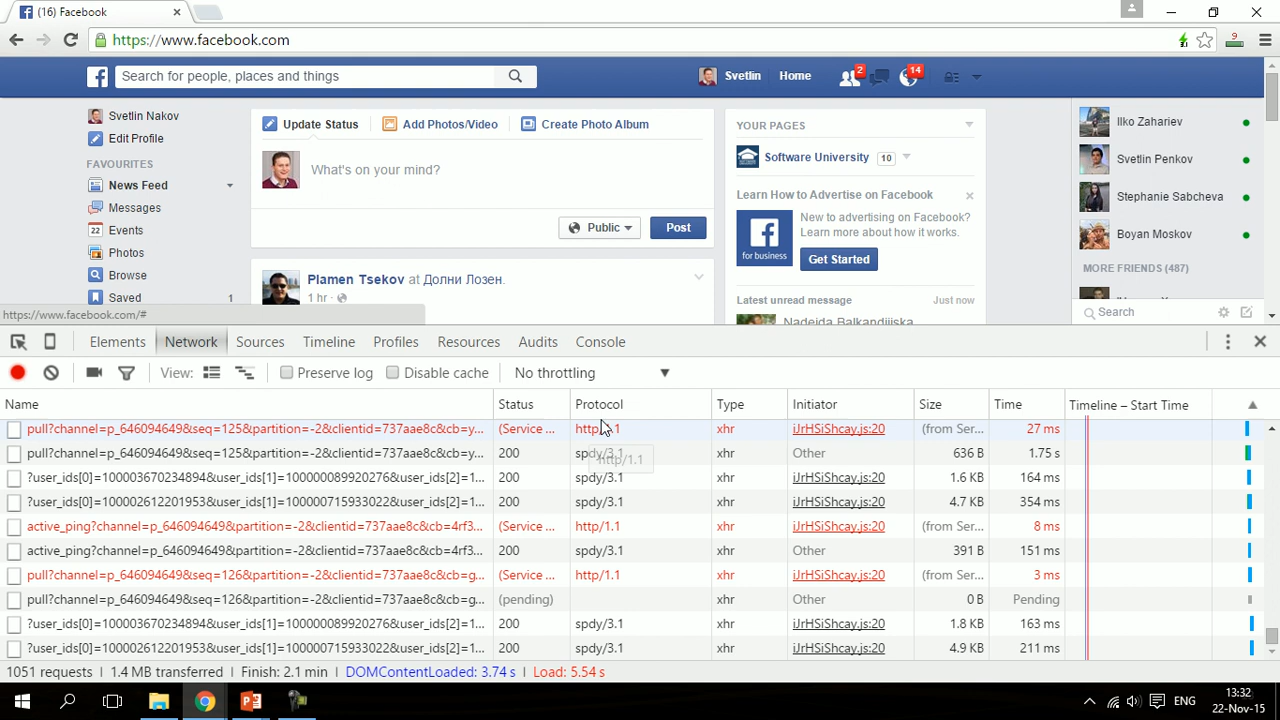 (16) Facebook
https://www.facebook.com
9
Search for people, places and things
Svetlin
Home
2
14
Svetlin Nakov
Edit Profile
FAVOURITES
News Feed
Messages
22 Events
Photos
Browse
Saved 1
https://www.facebook.com/#
Update Status
Add Photos/Video
Create Photo Album
What's on your mind?
Public
Post
Plamen Tsekov at Долни Лозен.
1 hr ·
YOUR PAGES
Software University 10
Learn How to Advertise on Facebook
New to advertising on Facebook?
Learn more about how it works.
for business
Get Started
Latest unread message Just now
Nadejda Balkandjijska
Ilko Zahariev
Svetlin Penkov
Stephanie Sabcheva
Boyan Moskov
MORE FRIENDS (487)
Search
Elements Network Sources Timeline Profiles Resources Audits Console
View: Preserve log Disable cache No throttling
Name Status Protocol Type Initiator Size Time Timeline – Start Time
pull?channel=p_646094649&seq=125&partition=-2&clientid=737aae8c&cb=y... (Service ... http/1.1 xhr iJrHSiShcay.js:20 (from Ser... 27 ms
pull?channel=p_646094649&seq=125&partition=-2&clientid=737aae8c&cb=y... 200 spdy/3.1 xhr Other 636 B 1.75 s
http/1.1
?user_ids[0]=100003670234894&user_ids[1]=100000089920276&user_ids[2]=1... 200 spdy/3.1 xhr iJrHSiShcay.js:20 1.6 KB 164 ms
?user_ids[0]=100002612201953&user_ids[1]=100000715933022&user_ids[2]=1... 200 spdy/3.1 xhr iJrHSiShcay.js:20 4.7 KB 354 ms
active_ping?channel=p_646094649&partition=-2&clientid=737aae8c&cb=4rf3... (Service ... http/1.1 xhr iJrHSiShcay.js:20 (from Ser... 8 ms
active_ping?channel=p_646094649&partition=-2&clientid=737aae8c&cb=4rf3... 200 spdy/3.1 xhr Other 391 B 151 ms
pull?channel=p_646094649&seq=126&partition=-2&clientid=737aae8c&cb=g... (Service ... http/1.1 xhr iJrHSiShcay.js:20 (from Ser... 3 ms
pull?channel=p_646094649&seq=126&partition=-2&clientid=737aae8c&cb=g... (pending) xhr Other 0 B Pending
?user_ids[0]=100003670234894&user_ids[1]=100000089920276&user_ids[2]=1... 200 spdy/3.1 xhr iJrHSiShcay.js:20 1.8 KB 163 ms
?user_ids[0]=100002612201953&user_ids[1]=100000715933022&user_ids[2]=1... 200 spdy/3.1 xhr iJrHSiShcay.js:20 4.9 KB 211 ms
1051 requests | 1.4 MB transferred | Finish: 2.1 min | DOMContentLoaded: 3.74 s | Load: 5.54 s
ENG
13:32
22-Nov-15